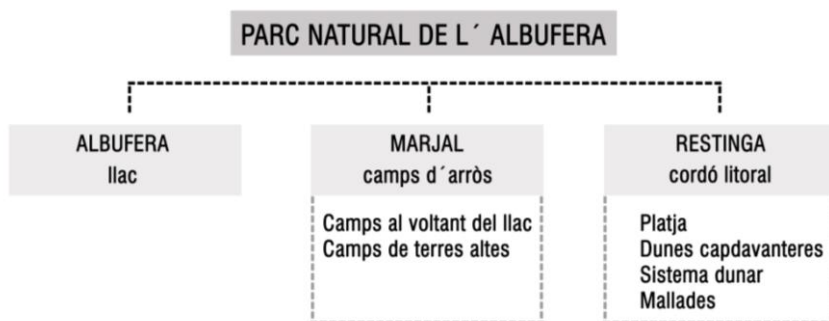 PARC NATURAL DE L´ ALBUFERA
ALBUFERA
llac
MARJAL
camps d´arròs
Camps al voltant del llac
Camps de terres altes
RESTINGA
cordó litoral
Platja
Dunes capdavanteres
Sistema dunar
Mallades